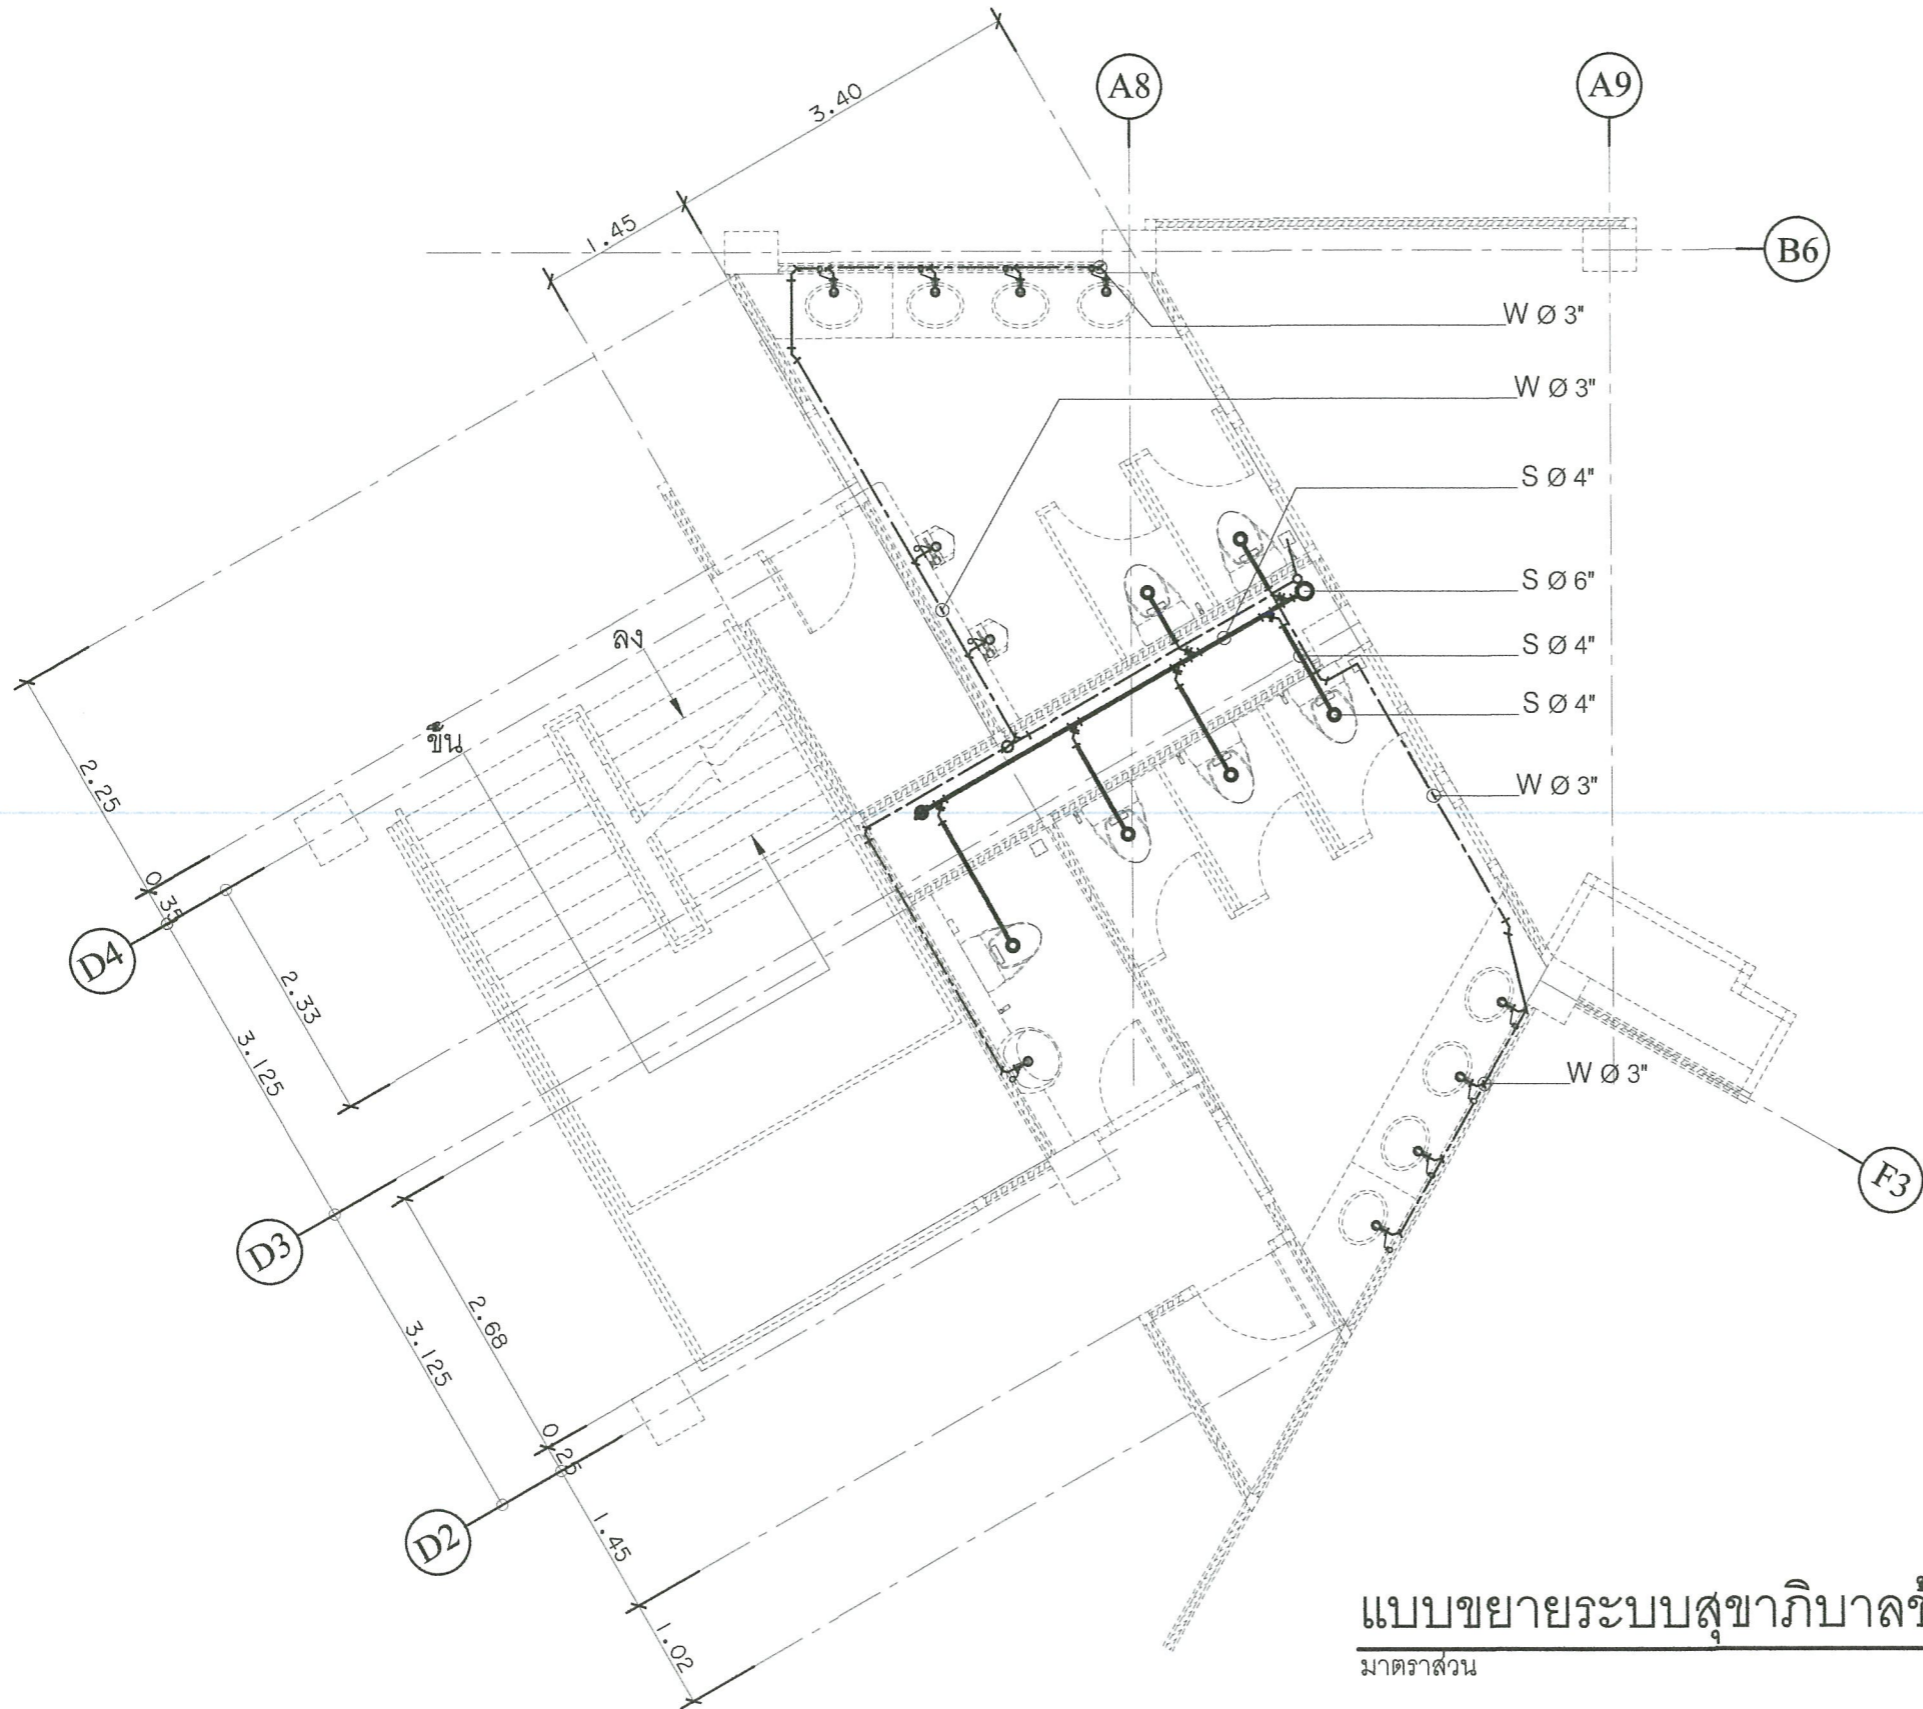 3.40
1.45
A8
A9
B6
W Ø 3"
W Ø 3"
S Ø 4"
S Ø 6"
S Ø 4"
S Ø 4"
W Ø 3"
W Ø 3"
ลง
ขึ้น
2.25
0.35
D4
2.33
3.125
D3
2.68
3.125
0.25
D2
1.45
1.02
F3
แบบขยายระบบสุขาภิบาล
มาตราส่วน